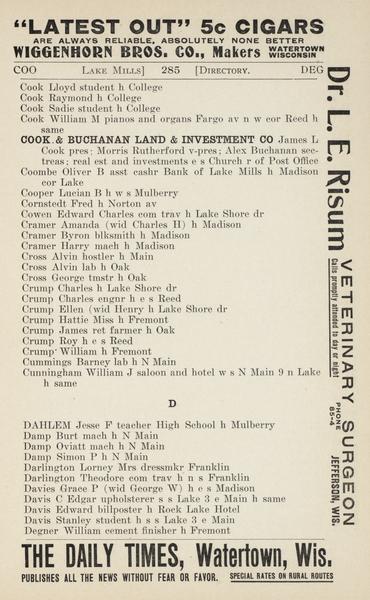 "LATEST OUT" 5c CIGARS
ARE ALWAYS RELIABLE, ABSOLUTELY NONE BETTER
WIGGENHORN BROS. CO., Makers WATERTOWN WISCONSIN
COO LAKE MILLS] 285 [DIRECTORY. DEG
Cook Lloyd student h College
Cook Raymond h College
Cook Sadie student h College
Cook William M pianos and organs Fargo av n w cor Reed h
same
COOK & BUCHANAN LAND & INVESTMENT CO James L
Cook pres; Morris Rutherford v-pres; Alex Buchanan sec-
treas; real est and investments e s Church r of Post Office
Coombe Oliver B asst cashr Bank of Lake Mills h Madison
cor Lake
Cooper Lucian B h w s Mulberry
Cornstedt Fred h Norton av
Cowen Edward Charles com trav h Lake Shore dr
Cramer Amanda (wid Charles H) h Madison
Cramer Byron blksmith h Madison
Cramer Harry mach h Madison
Cross Alvin hostler h Main
Cross Alvin lab h Oak
Cross George tmstr h Oak
Crump Charles h Lake Shore dr
Crump Charles engnr h e s Reed
Crump Ellen (wid Henry h Lake Shore dr
Crump Hattie Miss h Fremont
Crump James ret farmer h Oak
Crump Roy h e s Reed
Crump William h Fremont
Cummings Barney lab h N Main
Cunningham William J saloon and hotel w s N Main 9 n Lake
h same
D
DAHLEM Jesse F teacher High School h Mulberry
Damp Burt mach h N Main
Damp Oviatt mach h N Main
Damp Simon P h N Main
Darlington Lorney Mrs dressmkr Franklin
Darlington Theodore com trav h n s Franklin
Davies Grace P (wid George W) h e s Madison
Davis C Edgar upholsterer s s Lake 3 e Main h same
Davis Edward billposter h Rock Lake Hotel
Davis Stanley student h s s Lake 3 e Main
Degner William cement finisher h Fremont
THE DAILY TIMES, Watertown, Wis.
PUBLISHES ALL THE NEWS WITHOUT FEAR OR FAVOR. SPECIAL RATES ON RURAL ROUTES
Dr. L. E. Risum VETERINARY SURGEON
Calls promptly attended to day or night
PHONE 85-4
JEFFERSON, WIS.